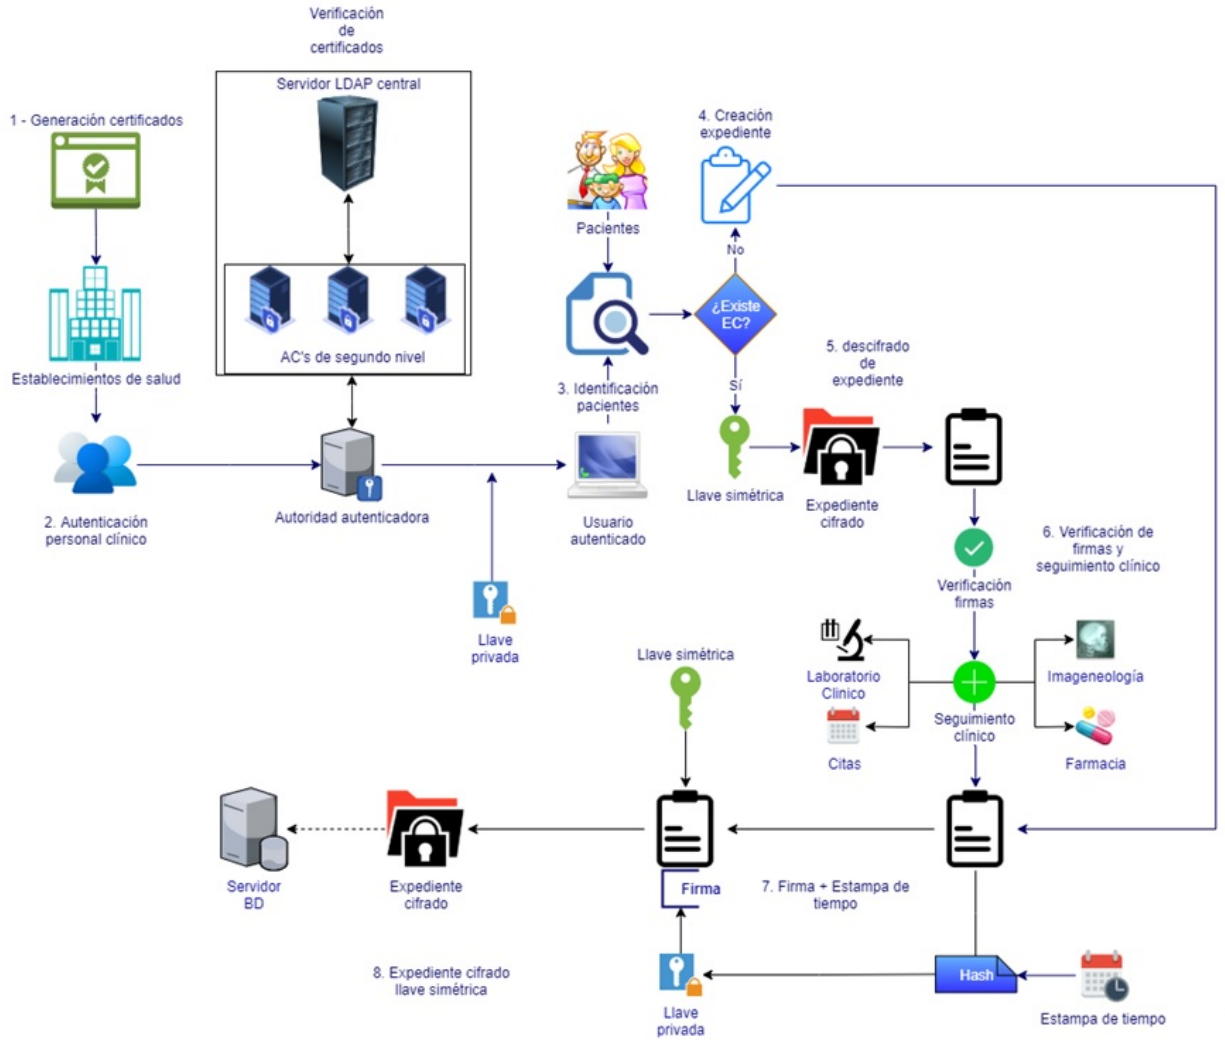 Verificación
de
certificados
Servidor LDAP central
1 - Generación certificados
4. Creación
expediente
Pacientes
No
¿Existe
EC?
AC's de segundo nivel
Establecimientos de salud
3. Identificación
pacientes
Sí
5. descifrado
de
expediente
Llave simétrica
Expediente
cifrado
2. Autenticación
personal clínico
Autoridad autenticadora
Usuario
autenticado
6. Verificación de
firmas y
seguimiento clínico
Verificación
firmas
Llave
privada
Llave simétrica
Laboratorio
Clinico
Imageneología
Seguimiento
clínico
Citas
Farmacia
Servidor
BD
Expediente
cifrado
Firma
7. Firma + Estampa de
tiempo
8. Expediente cifrado
llave simétrica
Hash
Llave
privada
Estampa de tiempo